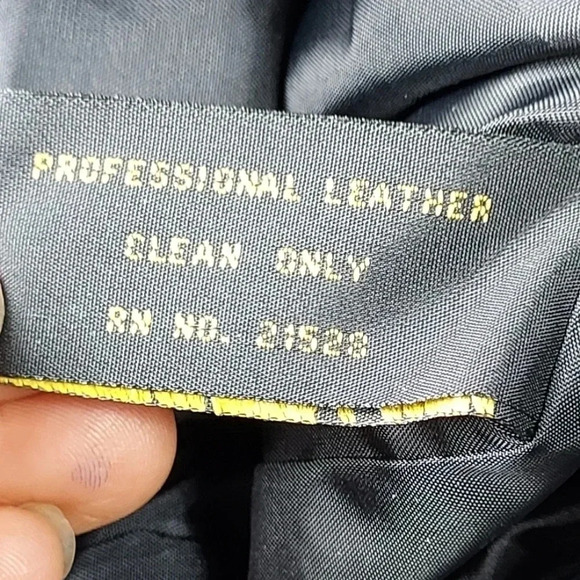 PROFESSIONAL LEATHER
CLEAN ONLY
RN NO. 21528